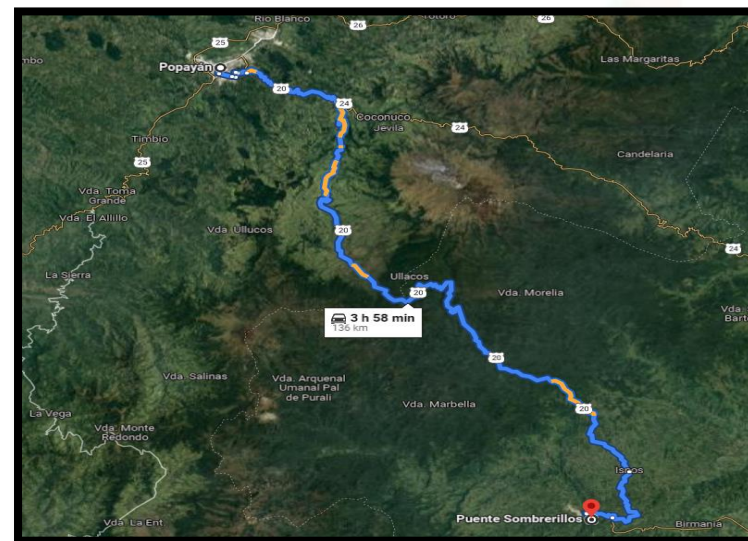 Rio Blanco
Totoro
26
26
25
mbo
Popayán
Las Margaritas
20
24
Coconuco
Jevila
24
Timbio
25
Candelaria
Vda. Toma
Grande
Vda. El Alillo
Vda. Ullucos
20
24
La Sierra
Ullacos
20
Vda. Morelia
3 h 58 min
136 km
Vda.
Bart
20
Vda. Salinas
Vda. Arquenal
Umanal Pal
de Purali
Vda. Marbella
20
La Vega
Vda. Monte
Redondo
Isnos
Puente Sombrerillos
Vda. La Ent
Birmania